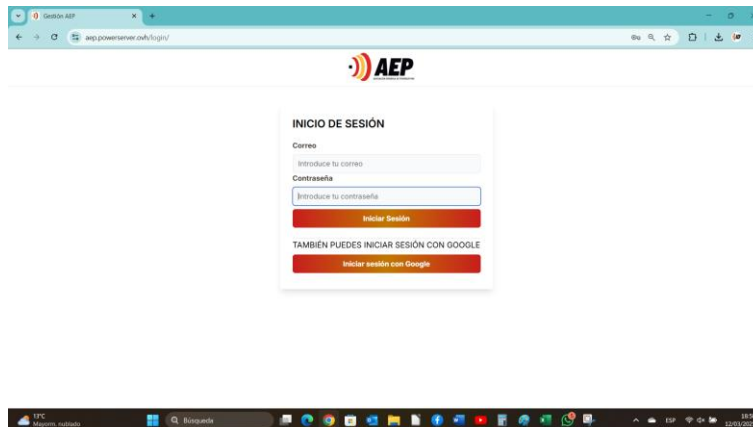 Gestión AEP
aep.powerserver.ovh/login/
AEP
INICIO DE SESIÓN
Correo
Introduce tu correo
Contraseña
Introduce tu contraseña
Iniciar Sesión
TAMBIÉN PUEDES INICIAR SESIÓN CON GOOGLE
Iniciar sesión con Google
13°C
Mayorm. nublado
Búsqueda
ESP